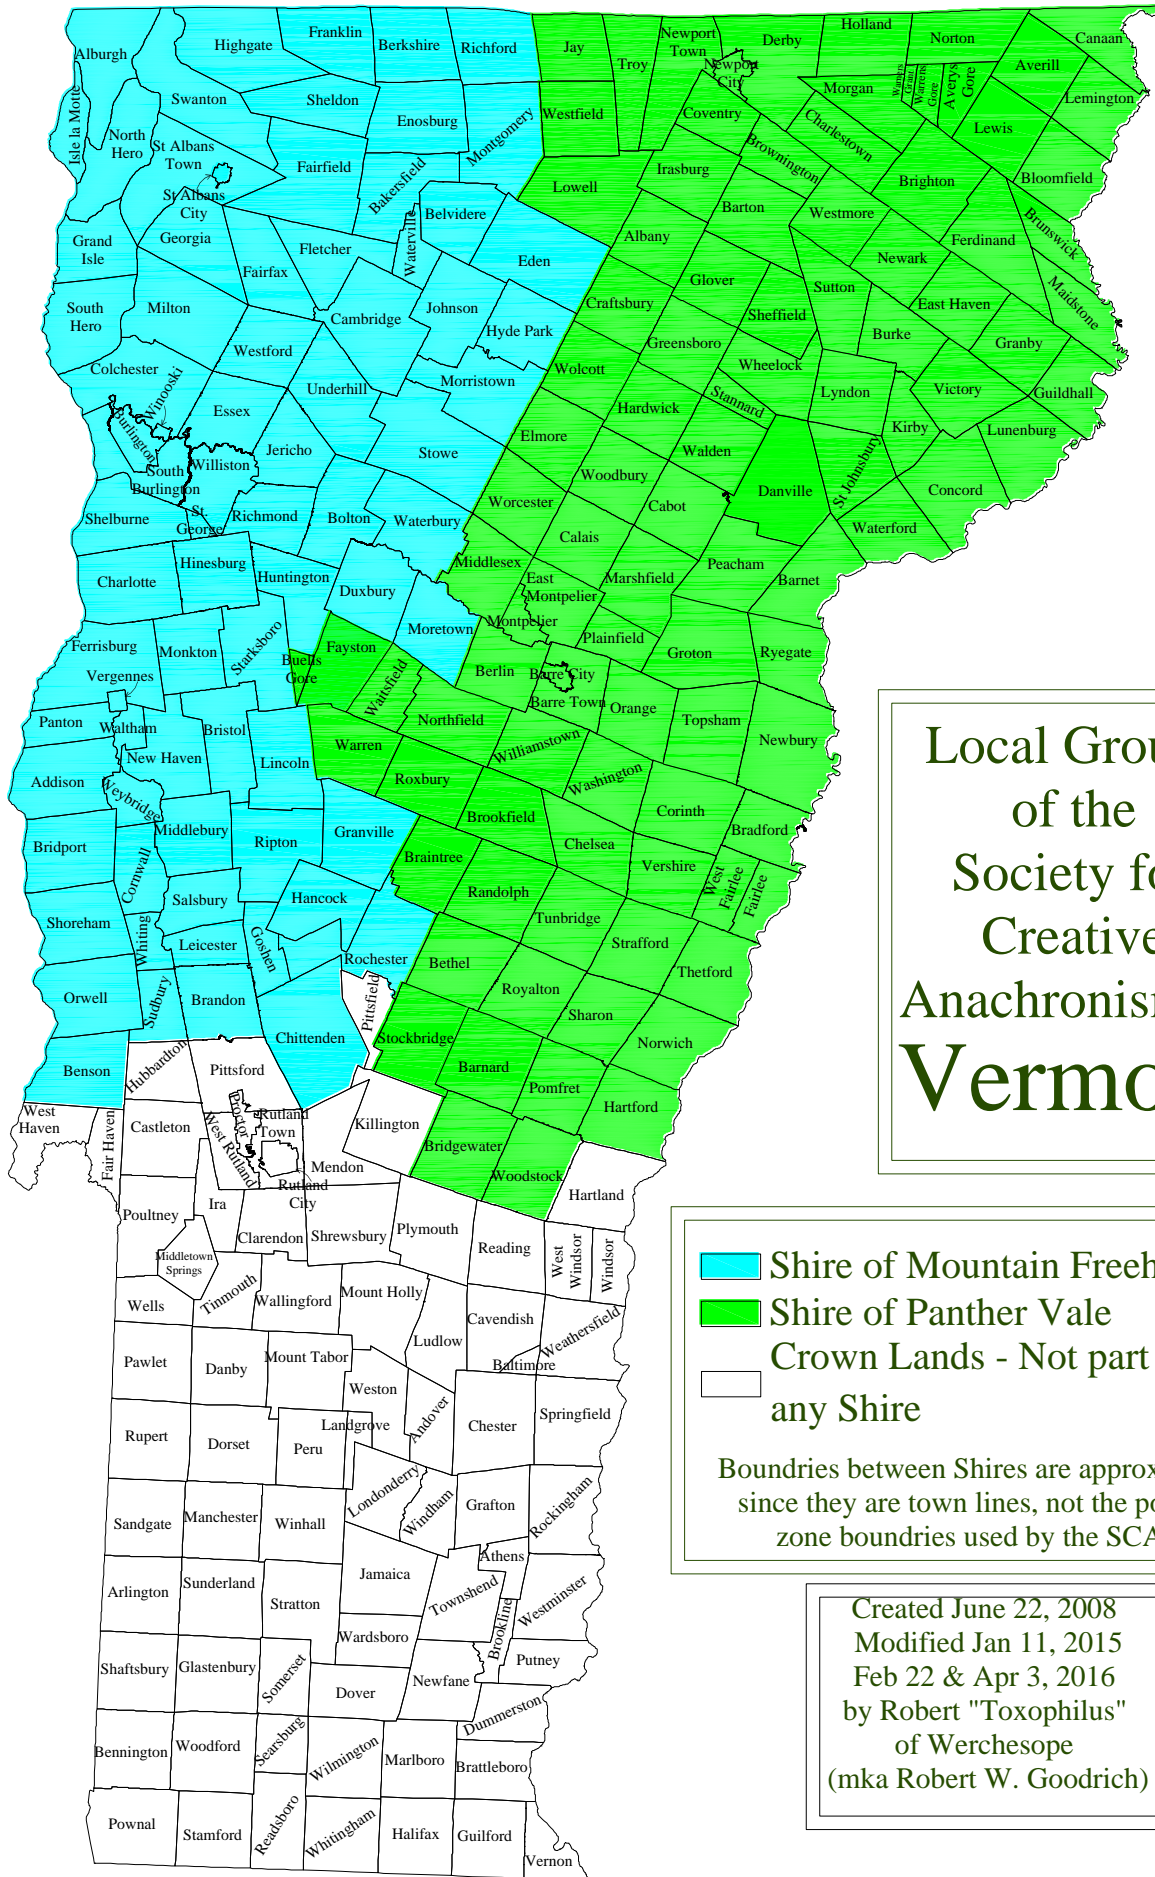 Alburgh
Highgate
Franklin
Berkshire
Richford
Jay
Troy
Newport
Town
Newport
City
Derby
Holland
Norton
Canaan
Averill
Lemington
Morgan
Warners
Grant
Warrens
Gore
Averys
Gore
Lewis
Bloomfield
Isle la Motte
North
Hero
Swanton
Sheldon
Enosburg
Montgomery
Westfield
Coventry
Charlestown
Brownington
Brighton
Brunswick
St Albans
Town
St Albans
City
Fairfield
Bakersfield
Lowell
Irasburg
Barton
Westmore
Ferdinand
Maidstone
Grand
Isle
Georgia
Fairfax
Fletcher
Waterville
Belvidere
Eden
Albany
Newark
South
Hero
Milton
Cambridge
Johnson
Hyde Park
Craftsbury
Glover
Sheffield
Sutton
East Haven
Burke
Granby
Guildhall
Colchester
Winooski
Westford
Underhill
Morristown
Wolcott
Greensboro
Wheelock
Stannard
Lyndon
Victory
Kirby
Lunenburg
Burlington
Essex
South
Burlington
Williston
Jericho
Stowe
Elmore
Hardwick
Walden
Danville
St Johnsbury
Concord
Waterford
Woodbury
Shelburne
St.
George
Richmond
Bolton
Waterbury
Worcester
Cabot
Calais
Peacham
Barnet
Charlotte
Hinesburg
Huntington
Duxbury
Middlesex
East
Montpelier
Marshfield
Montpelier
Moretown
Plainfield
Groton
Ryegate
Ferrisburg
Vergennes
Monkton
Starksboro
Buells
Gore
Fayston
Waitsfield
Berlin
Barre City
Barre Town
Orange
Topsham
Newbury
Panton
Waltham
New Haven
Bristol
Lincoln
Warren
Northfield
Williamstown
Washington
Addison
Weybridge
Middlebury
Ripton
Granville
Roxbury
Brookfield
Chelsea
Corinth
Bradford
Bridport
Cornwall
Salsbury
Hancock
Braintree
Randolph
Tunbridge
Vershire
West
Fairlee
Fairlee
Shoreham
Whiting
Leicester
Goshen
Rochester
Bethel
Royalton
Strafford
Thetford
Orwell
Sudbury
Brandon
Chittenden
Pittsfield
Stockbridge
Sharon
Norwich
Benson
Hubbardton
Pittsford
Barnard
Pomfret
Hartford
West
Haven
Fair Haven
Castleton
Proctor
West Rutland
Rutland
Town
Rutland
City
Mendon
Killington
Bridgewater
Woodstock
Hartland
Poultney
Ira
Clarendon
Shrewsbury
Plymouth
Reading
West
Windsor
Windsor
Middletown
Springs
Wells
Tinmouth
Wallingford
Mount Holly
Ludlow
Cavendish
Baltimore
Weathersfield
Pawlet
Danby
Mount Tabor
Weston
Andover
Chester
Springfield
Rupert
Dorset
Peru
Landgrove
Londonderry
Windham
Grafton
Rockingham
Sandgate
Manchester
Winhall
Jamaica
Athens
Townshend
Brookline
Westminster
Arlington
Sunderland
Stratton
Wardsboro
Putney
Shaftsbury
Glastenbury
Somerset
Dover
Newfane
Dummerston
Bennington
Woodford
Searsburg
Wilmington
Marlboro
Brattleboro
Pownal
Stamford
Readsboro
Whitingham
Halifax
Guilford
Vernon
Local Grou
of the
Society fo
Creative
Anachronis
Vermo
Shire of Mountain Freeh
Shire of Panther Vale
Crown Lands - Not part
any Shire
Boundries between Shires are approx
since they are town lines, not the po
zone boundries used by the SCA
Created June 22, 2008
Modified Jan 11, 2015
Feb 22 & Apr 3, 2016
by Robert "Toxophilus"
of Werchesope
(mka Robert W. Goodrich)